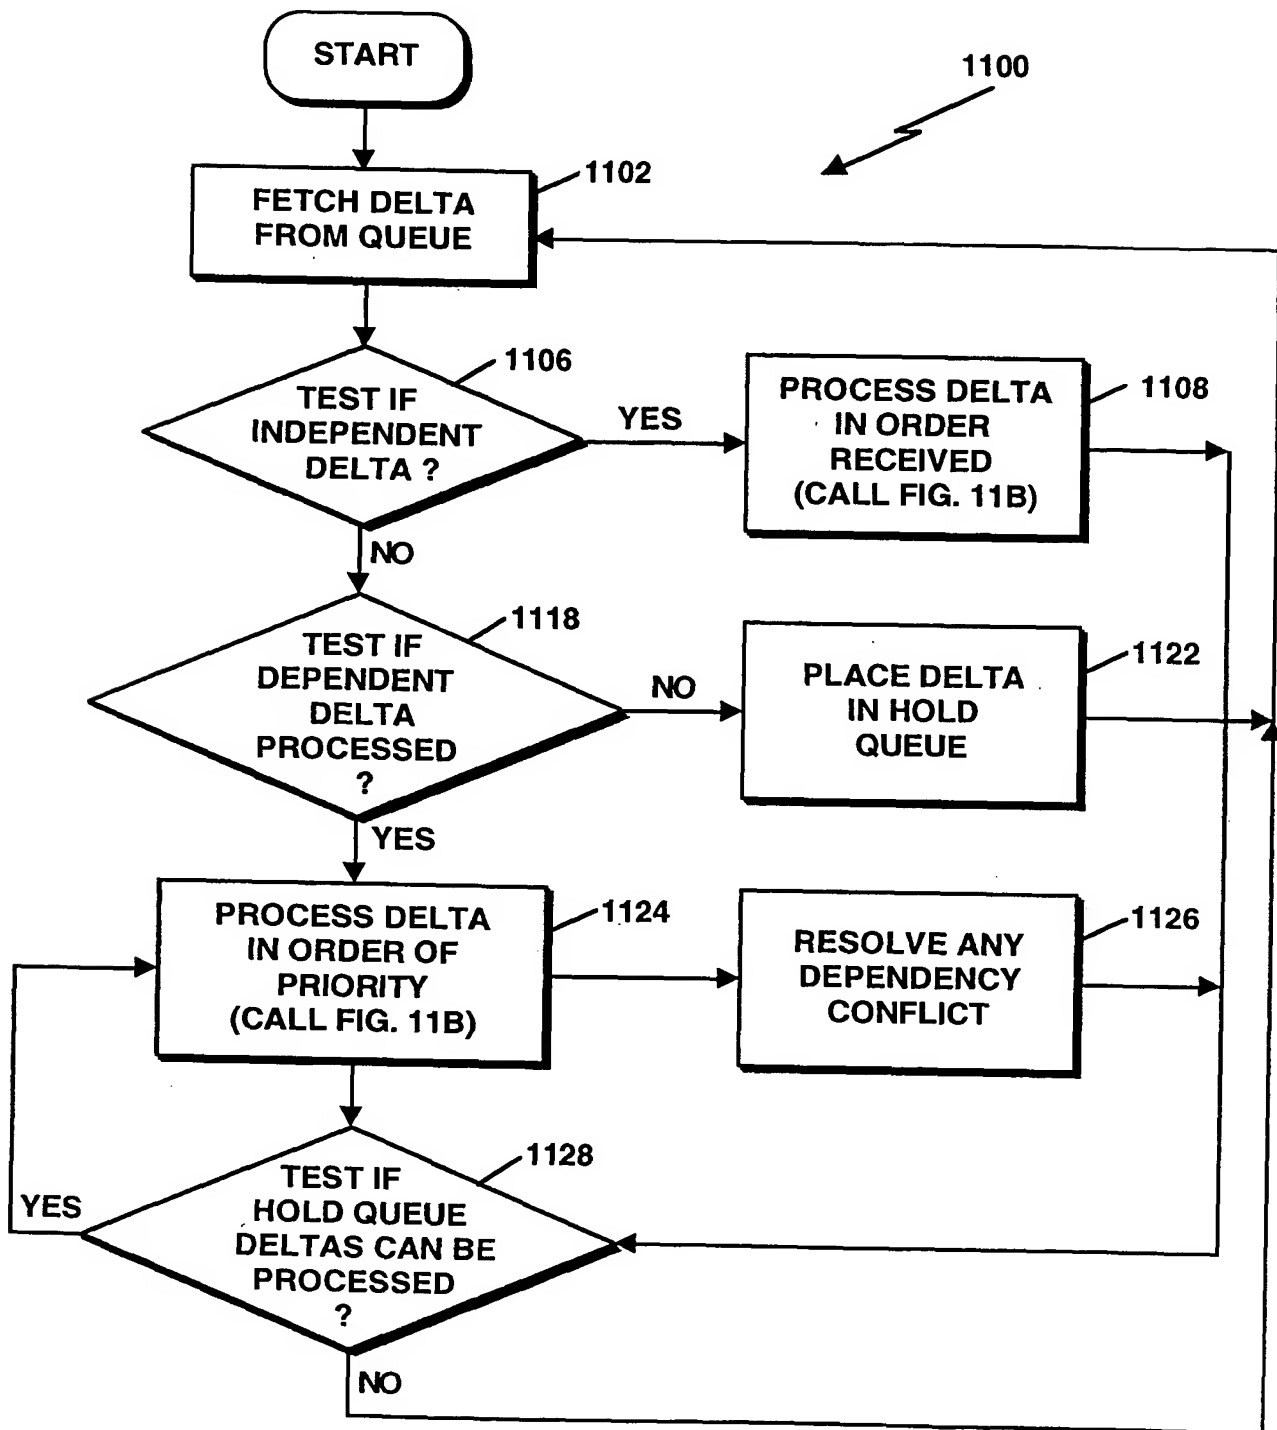 START
1100
1102
FETCH DELTA
FROM QUEUE
1106
TEST IF
INDEPENDENT
DELTA ?
YES
1108
PROCESS DELTA
IN ORDER
RECEIVED
(CALL FIG. 11B)
NO
1118
TEST IF
DEPENDENT
DELTA
PROCESSED
?
NO
1122
PLACE DELTA
IN HOLD
QUEUE
YES
1124
PROCESS DELTA
IN ORDER OF
PRIORITY
(CALL FIG. 11B)
1126
RESOLVE ANY
DEPENDENCY
CONFLICT
1128
TEST IF
HOLD QUEUE
DELTAS CAN BE
PROCESSED
?
YES
NO